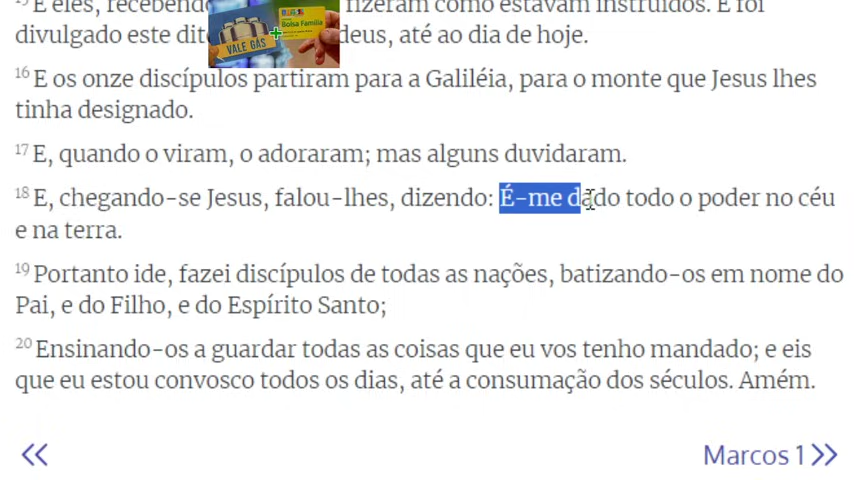 ¹⁵ E eles, recebendo fizeram como estavam instruídos. E foi
divulgado este dit deus, até ao dia de hoje.
VALE GÁS
Bolsa Família
¹⁶ E os onze discípulos partiram para a Galiléia, para o monte que Jesus lhes
tinha designado.
¹⁷ E, quando o viram, o adoraram; mas alguns duvidaram.
¹⁸ E, chegando-se Jesus, falou-lhes, dizendo: É-me dado todo o poder no céu
e na terra.
¹⁹ Portanto ide, fazei discípulos de todas as nações, batizando-os em nome do
Pai, e do Filho, e do Espírito Santo;
²⁰ Ensinando-os a guardar todas as coisas que eu vos tenho mandado; e eis
que eu estou convosco todos os dias, até a consumação dos séculos. Amém.
Marcos 1